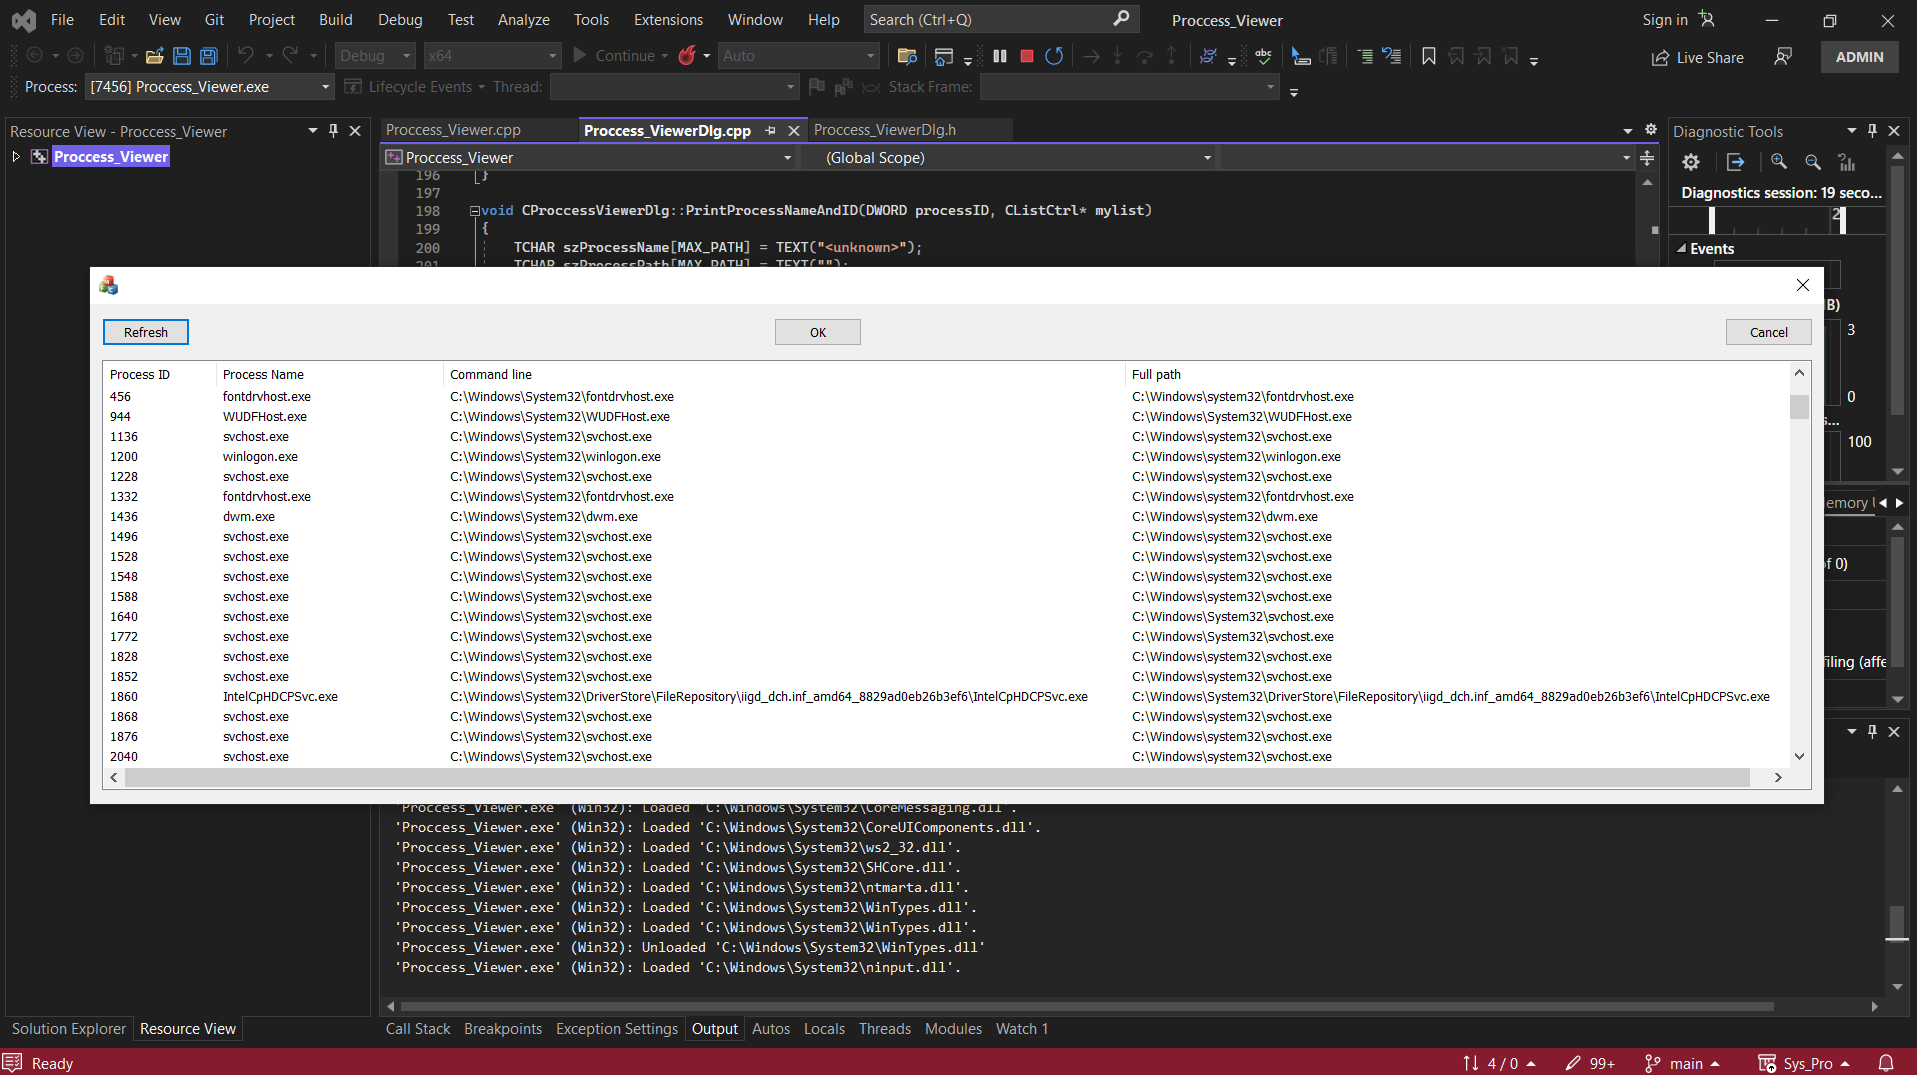 File Edit View Git Project Build Debug Test Analyze Tools Extensions Window Help Search (Ctrl+Q) Proccess_Viewer Sign in
Debug x64 Continue Auto abc Live Share ADMIN
Process: [7456] Proccess_Viewer.exe Lifecycle Events Thread: Stack Frame:
Resource View - Proccess_Viewer
Proccess_Viewer
Proccess_Viewer.cpp Proccess_ViewerDlg.cpp Proccess_ViewerDlg.h
Proccess_Viewer (Global Scope)
196 }
197
198 void CProccessViewerDlg::PrintProcessNameAndID(DWORD processID, CListCtrl* mylist)
199 {
200 TCHAR szProcessName[MAX_PATH] = TEXT("<unknown>");
201 TCHAR szProcessPath[MAX_PATH] = TEXT("");
Diagnostic Tools
Diagnostics session: 19 seco...
2
Events
B)
3
0
s...
100
emory
of 0)
filing (affe
Refresh OK Cancel
Process ID Process Name Command line Full path
456 fontdrvhost.exe C:\Windows\System32\fontdrvhost.exe C:\Windows\system32\fontdrvhost.exe
944 WUDFHost.exe C:\Windows\System32\WUDFHost.exe C:\Windows\System32\WUDFHost.exe
1136 svchost.exe C:\Windows\System32\svchost.exe C:\Windows\system32\svchost.exe
1200 winlogon.exe C:\Windows\System32\winlogon.exe C:\Windows\system32\winlogon.exe
1228 svchost.exe C:\Windows\System32\svchost.exe C:\Windows\system32\svchost.exe
1332 fontdrvhost.exe C:\Windows\System32\fontdrvhost.exe C:\Windows\system32\fontdrvhost.exe
1436 dwm.exe C:\Windows\System32\dwm.exe C:\Windows\system32\dwm.exe
1496 svchost.exe C:\Windows\System32\svchost.exe C:\Windows\system32\svchost.exe
1528 svchost.exe C:\Windows\System32\svchost.exe C:\Windows\system32\svchost.exe
1548 svchost.exe C:\Windows\System32\svchost.exe C:\Windows\system32\svchost.exe
1588 svchost.exe C:\Windows\System32\svchost.exe C:\Windows\system32\svchost.exe
1640 svchost.exe C:\Windows\System32\svchost.exe C:\Windows\System32\svchost.exe
1772 svchost.exe C:\Windows\System32\svchost.exe C:\Windows\System32\svchost.exe
1828 svchost.exe C:\Windows\System32\svchost.exe C:\Windows\system32\svchost.exe
1852 svchost.exe C:\Windows\System32\svchost.exe C:\Windows\system32\svchost.exe
1860 IntelCpHDCPSvc.exe C:\Windows\System32\DriverStore\FileRepository\iigd_dch.inf_amd64_8829ad0eb26b3ef6\IntelCpHDCPSvc.exe C:\Windows\System32\DriverStore\FileRepository\iigd_dch.inf_amd64_8829ad0eb26b3ef6\IntelCpHDCPSvc.exe
1868 svchost.exe C:\Windows\System32\svchost.exe C:\Windows\system32\svchost.exe
1876 svchost.exe C:\Windows\System32\svchost.exe C:\Windows\system32\svchost.exe
2040 svchost.exe C:\Windows\System32\svchost.exe C:\Windows\system32\svchost.exe
'Proccess_Viewer.exe' (Win32): Loaded 'C:\Windows\System32\CoreMessaging.dll'.
'Proccess_Viewer.exe' (Win32): Loaded 'C:\Windows\System32\CoreUIComponents.dll'.
'Proccess_Viewer.exe' (Win32): Loaded 'C:\Windows\System32\ws2_32.dll'.
'Proccess_Viewer.exe' (Win32): Loaded 'C:\Windows\System32\SHCore.dll'.
'Proccess_Viewer.exe' (Win32): Loaded 'C:\Windows\System32\ntmarta.dll'.
'Proccess_Viewer.exe' (Win32): Loaded 'C:\Windows\System32\WinTypes.dll'.
'Proccess_Viewer.exe' (Win32): Loaded 'C:\Windows\System32\WinTypes.dll'.
'Proccess_Viewer.exe' (Win32): Unloaded 'C:\Windows\System32\WinTypes.dll'
'Proccess_Viewer.exe' (Win32): Loaded 'C:\Windows\System32\ninput.dll'.
Solution Explorer Resource View Call Stack Breakpoints Exception Settings Output Autos Locals Threads Modules Watch 1
Ready 4 / 0 99+ main Sys_Pro